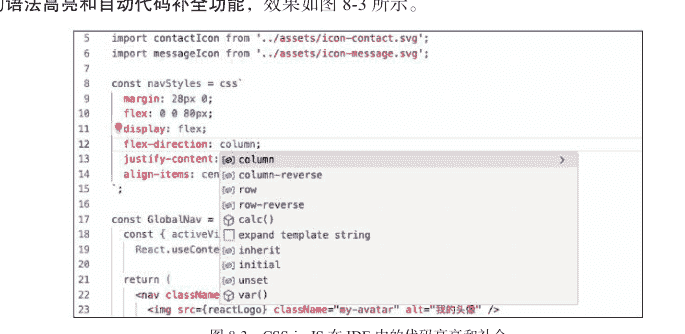 语法高亮和自动代码补全功能，效果如图 8-3 所示。
5 import contactIcon from '../assets/icon-contact.svg';
6 import messageIcon from '../assets/icon-message.svg';
7
8 const navStyles = css`
9 margin: 28px 0;
10 flex: 0 0 80px;
11 display: flex;
12 flex-direction: column;
13 justify-content: column
14 align-items: cen column-reverse
15 `; row
16 row-reverse
17 const GlobalNav = calc()
18 const { activeVi expand template string
19 React.useConte inherit
20 initial
21 return ( unset
22 <nav className var()
23 <img src={reactLogo} className="my-avatar" alt="我的头像" />